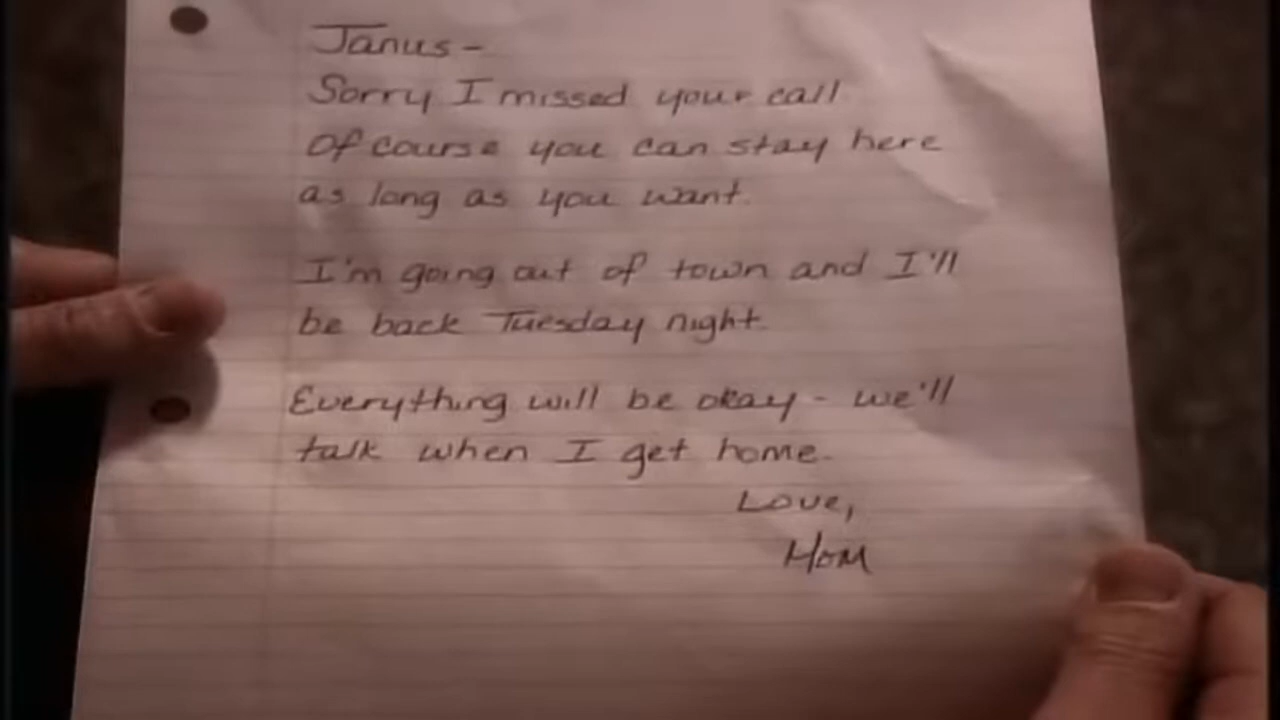 Janus-
Sorry I missed your call
Of course you can stay here
as long as you want.
I'm going out of town and I'll
be back Tuesday night.
Everything will be okay - we'll
talk when I get home.
Love,
Mom